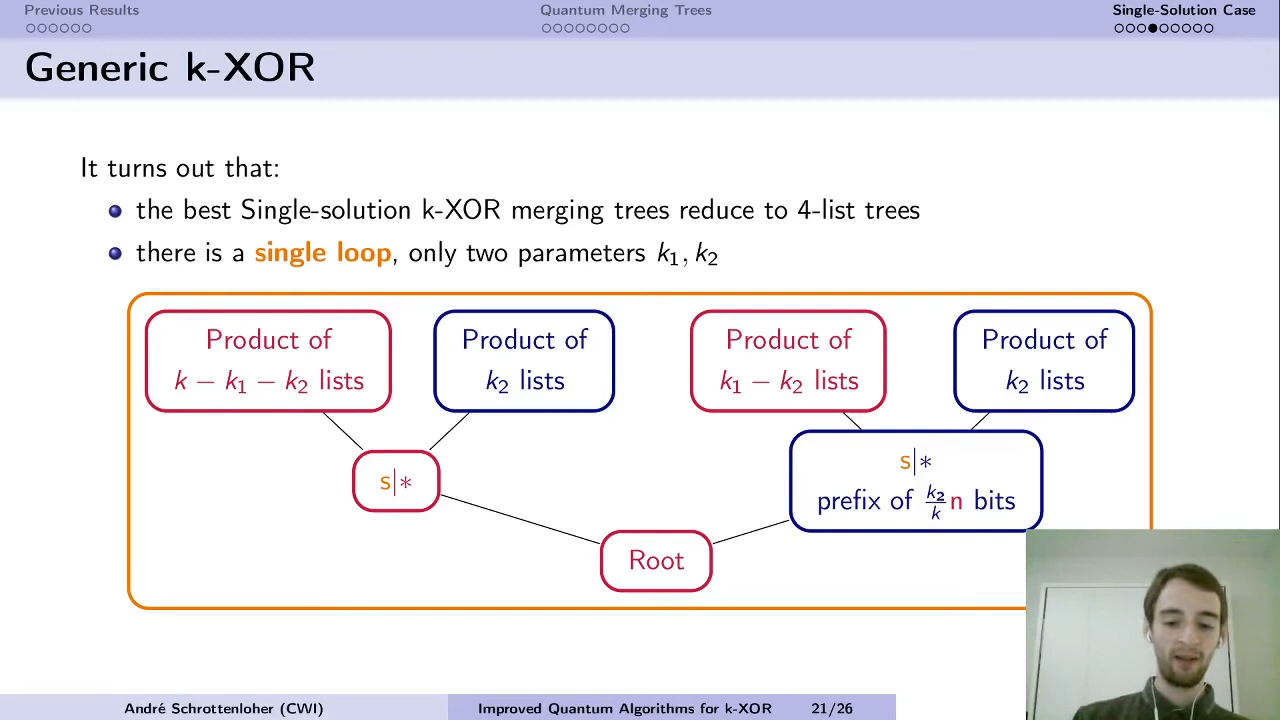 Previous Results
Quantum Merging Trees
Single-Solution Case
Generic k-XOR
It turns out that:
the best Single-solution k-XOR merging trees reduce to 4-list trees
there is a single loop, only two parameters k₁, k₂
Product of
k − k₁ − k₂ lists
Product of
k₂ lists
Product of
k₁ − k₂ lists
Product of
k₂ lists
s|∗
s|∗
prefix of k₂/k n bits
Root
André Schrottenloher (CWI)
Improved Quantum Algorithms for k-XOR
21/26